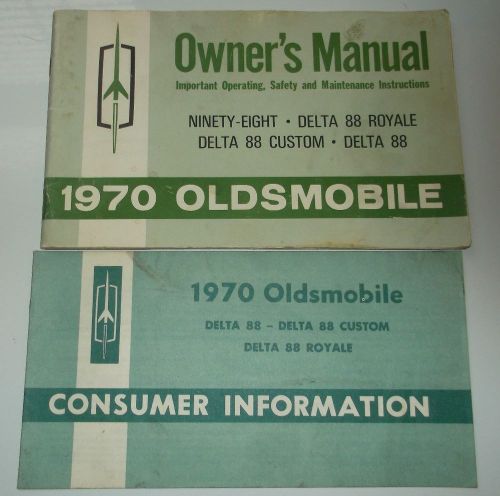 Owner's Manual
Important Operating, Safety and Maintenance Instructions
NINETY-EIGHT • DELTA 88 ROYALE
DELTA 88 CUSTOM • DELTA 88
1970 OLDSMOBILE
1970 Oldsmobile
DELTA 88 – DELTA 88 CUSTOM
DELTA 88 ROYALE
CONSUMER INFORMATION